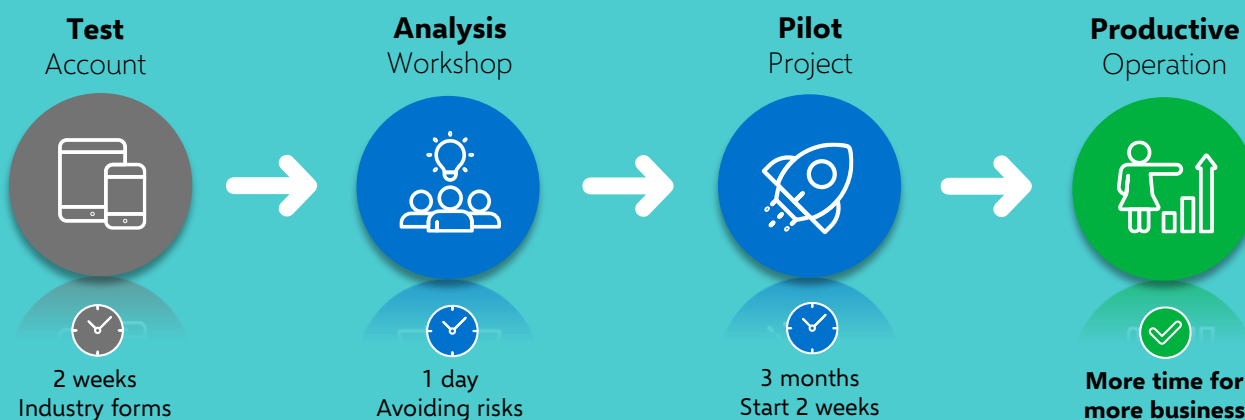 Test
Account
Analysis
Workshop
Pilot
Project
Productive
Operation
2 weeks
Industry forms
1 day
Avoiding risks
3 months
Start 2 weeks
More time for
more business